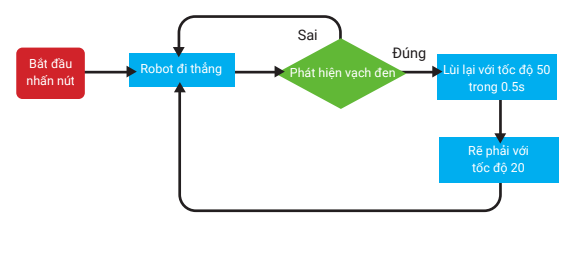 Bắt đầu
nhấn nút
Robot đi thẳng
Sai
Phát hiện vạch đen
Đúng
Lùi lại với tốc độ 50
trong 0.5s
Rẽ phải với
tốc độ 20